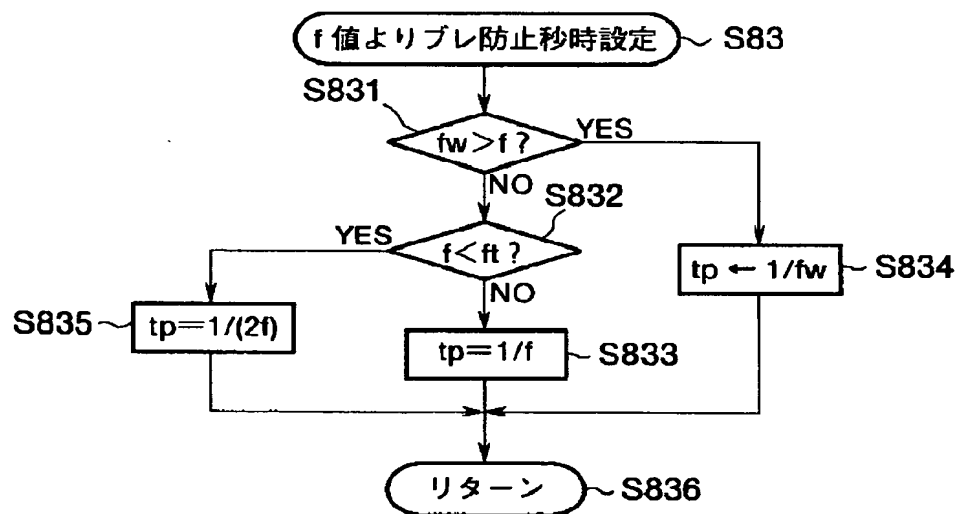 f 値よりブレ防止秒時設定
S83
S831
fw＞f ?
YES
NO
S832
YES
f＜ft ?
NO
tp ← 1/fw
S834
S835
tp＝1/(2f)
tp＝1/f
S833
リターン
S836